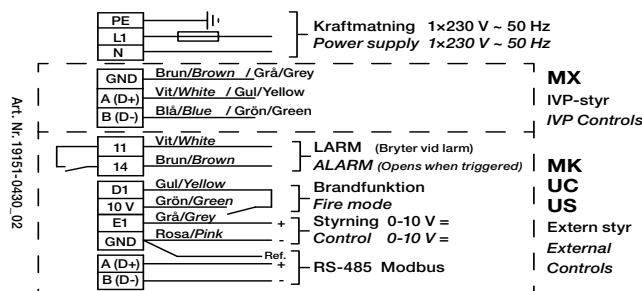 PE
L1
N
Kraftmatning 1×230 V ~ 50 Hz
Power supply 1×230 V ~ 50 Hz
GND Brun/Brown / Grå/Grey
A (D+) Vit/White / Gul/Yellow
B (D-) Blå/Blue / Grön/Green
MX
IVP-styr
IVP Controls
Art. Nr. 19151-0430_02
11 Vit/White
14 Brun/Brown
LARM (Bryter vid larm)
ALARM (Opens when triggered)
D1 Gul/Yellow
10 V Grön/Green
Brandfunktion
Fire mode
E1 Grå/Grey +
GND Rosa/Pink -
Styrning 0-10 V =
Control 0-10 V =
Ref.
A (D+) +
B (D-) -
RS-485 Modbus
MK
UC
US
Extern styr
External
Controls